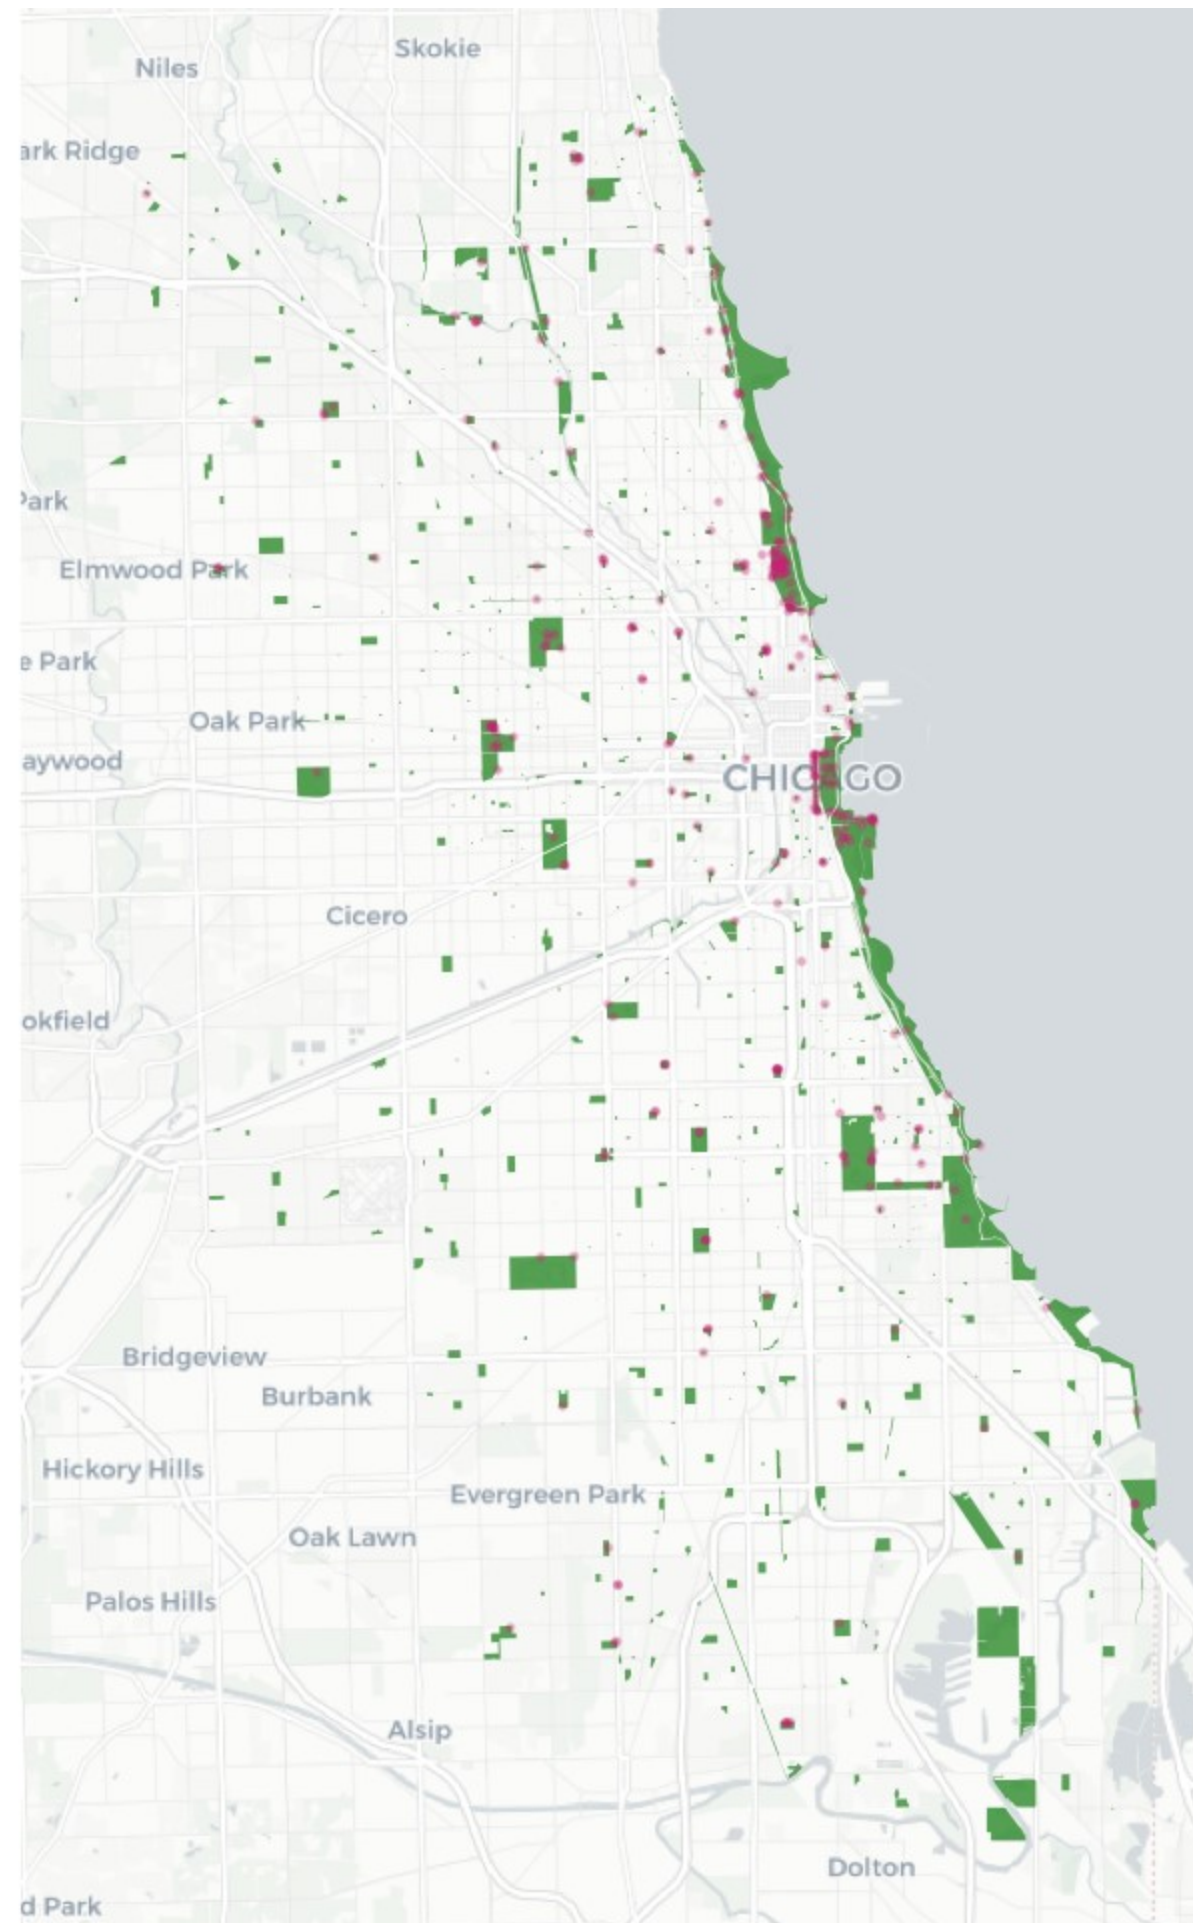 Skokie
Niles
ark Ridge
Park
Elmwood Park
e Park
Oak Park
aywood
CHICAGO
Cicero
okfield
Bridgeview
Burbank
Hickory Hills
Evergreen Park
Oak Lawn
Palos Hills
Alsip
Dolton
d Park